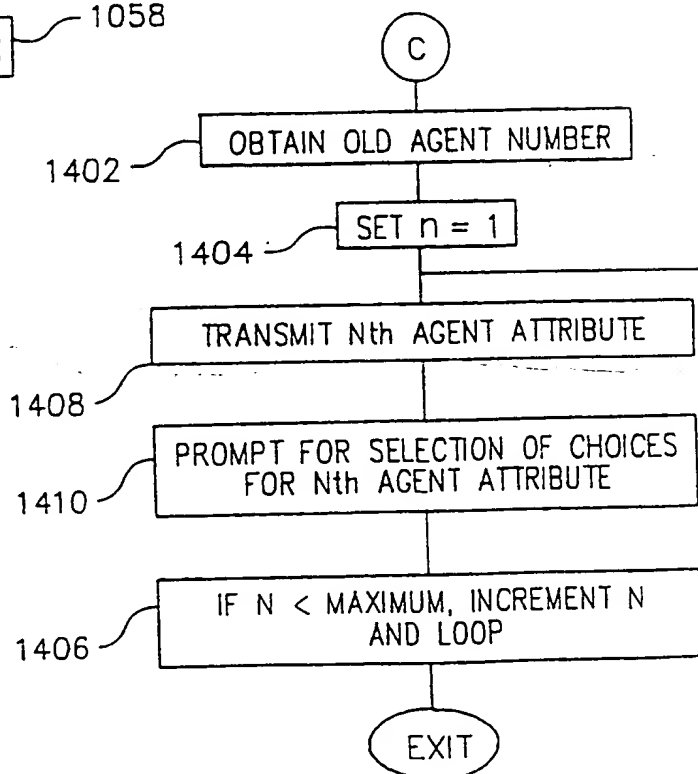 1058
C
OBTAIN OLD AGENT NUMBER
1402
SET n = 1
1404
TRANSMIT Nth AGENT ATTRIBUTE
1408
PROMPT FOR SELECTION OF CHOICES
FOR Nth AGENT ATTRIBUTE
1410
IF N < MAXIMUM, INCREMENT N
AND LOOP
1406
EXIT